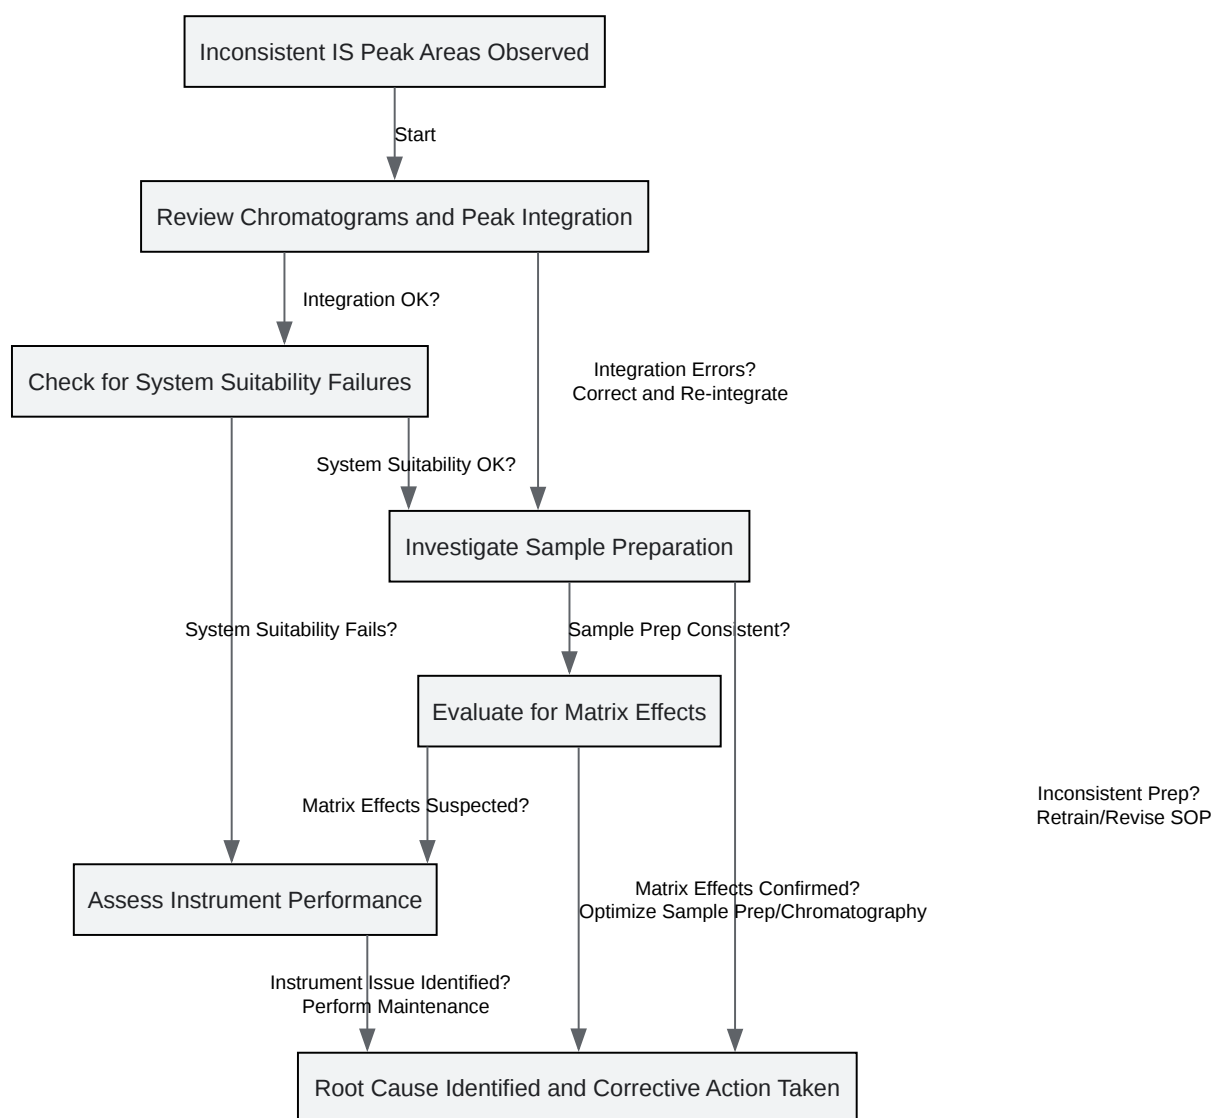 Inconsistent IS Peak Areas Observed
Start
Review Chromatograms and Peak Integration
Integration OK?
Integration Errors?
Correct and Re-integrate
Check for System Suitability Failures
System Suitability OK?
Investigate Sample Preparation
System Suitability Fails?
Sample Prep Consistent?
Evaluate for Matrix Effects
Matrix Effects Suspected?
Inconsistent Prep?
Retrain/Revise SOP
Assess Instrument Performance
Matrix Effects Confirmed?
Optimize Sample Prep/Chromatography
Instrument Issue Identified?
Perform Maintenance
Root Cause Identified and Corrective Action Taken